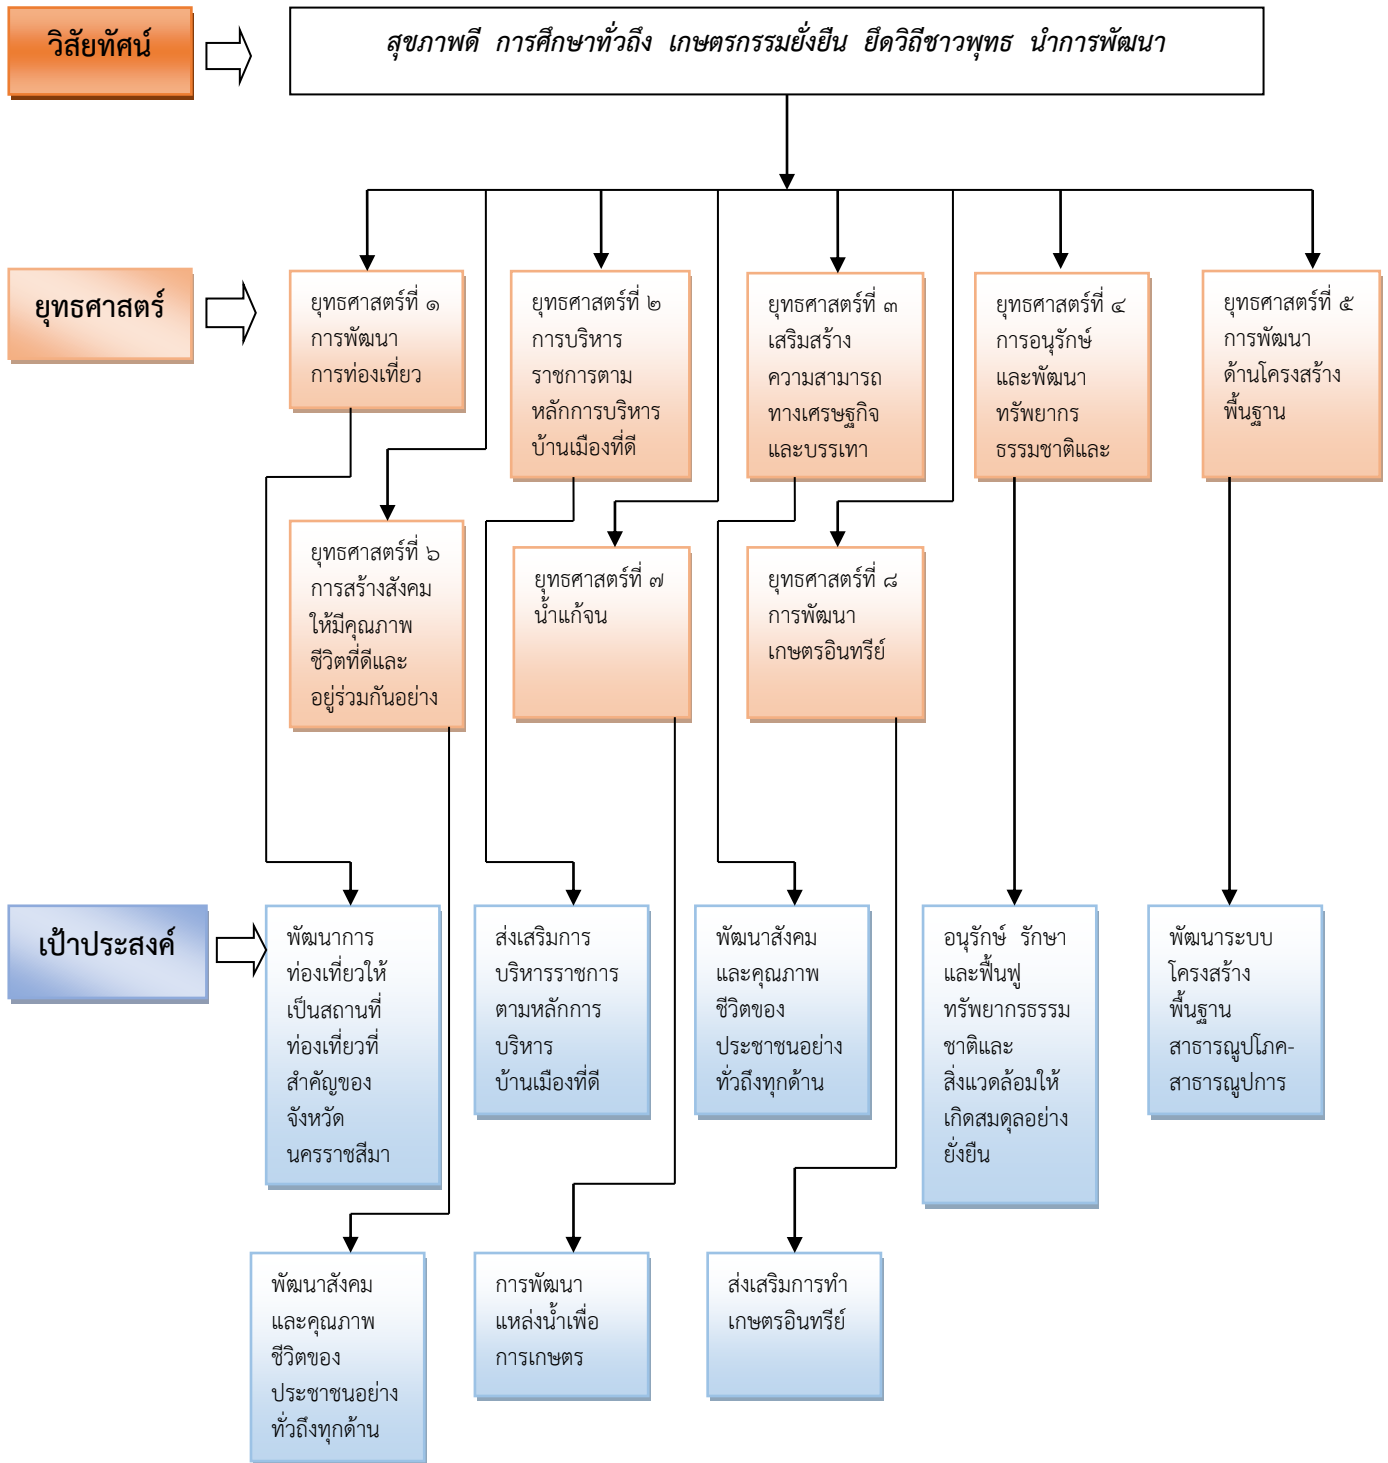 วิสัยทัศน์
สุขภาพดี การศึกษาทั่วถึง เกษตรกรรมยั่งยืน ยึดวิถีชาวพุทธ นำการพัฒนา
ยุทธศาสตร์
ยุทธศาสตร์ที่ ๑
การพัฒนา
การท่องเที่ยว
ยุทธศาสตร์ที่ ๒
การบริหาร
ราชการตาม
หลักการบริหาร
บ้านเมืองที่ดี
ยุทธศาสตร์ที่ ๓
เสริมสร้าง
ความสามารถ
ทางเศรษฐกิจ
และบรรเทา
ยุทธศาสตร์ที่ ๔
การอนุรักษ์
และพัฒนา
ทรัพยากร
ธรรมชาติและ
ยุทธศาสตร์ที่ ๕
การพัฒนา
ด้านโครงสร้าง
พื้นฐาน
ยุทธศาสตร์ที่ ๖
การสร้างสังคม
ให้มีคุณภาพ
ชีวิตที่ดีและ
อยู่ร่วมกันอย่าง
ยุทธศาสตร์ที่ ๗
น้ำแก้จน
ยุทธศาสตร์ที่ ๘
การพัฒนา
เกษตรอินทรีย์
เป้าประสงค์
พัฒนาการ
ท่องเที่ยวให้
เป็นสถานที่
ท่องเที่ยวที่
สำคัญของ
จังหวัด
นครราชสีมา
ส่งเสริมการ
บริหารราชการ
ตามหลักการ
บริหาร
บ้านเมืองที่ดี
พัฒนาสังคม
และคุณภาพ
ชีวิตของ
ประชาชนอย่าง
ทั่วถึงทุกด้าน
อนุรักษ์ รักษา
และฟื้นฟู
ทรัพยากรธรรม
ชาติและ
สิ่งแวดล้อมให้
เกิดสมดุลอย่าง
ยั่งยืน
พัฒนาระบบ
โครงสร้าง
พื้นฐาน
สาธารณูปโภค-
สาธารณูปการ
พัฒนาสังคม
และคุณภาพ
ชีวิตของ
ประชาชนอย่าง
ทั่วถึงทุกด้าน
การพัฒนา
แหล่งน้ำเพื่อ
การเกษตร
ส่งเสริมการทำ
เกษตรอินทรีย์